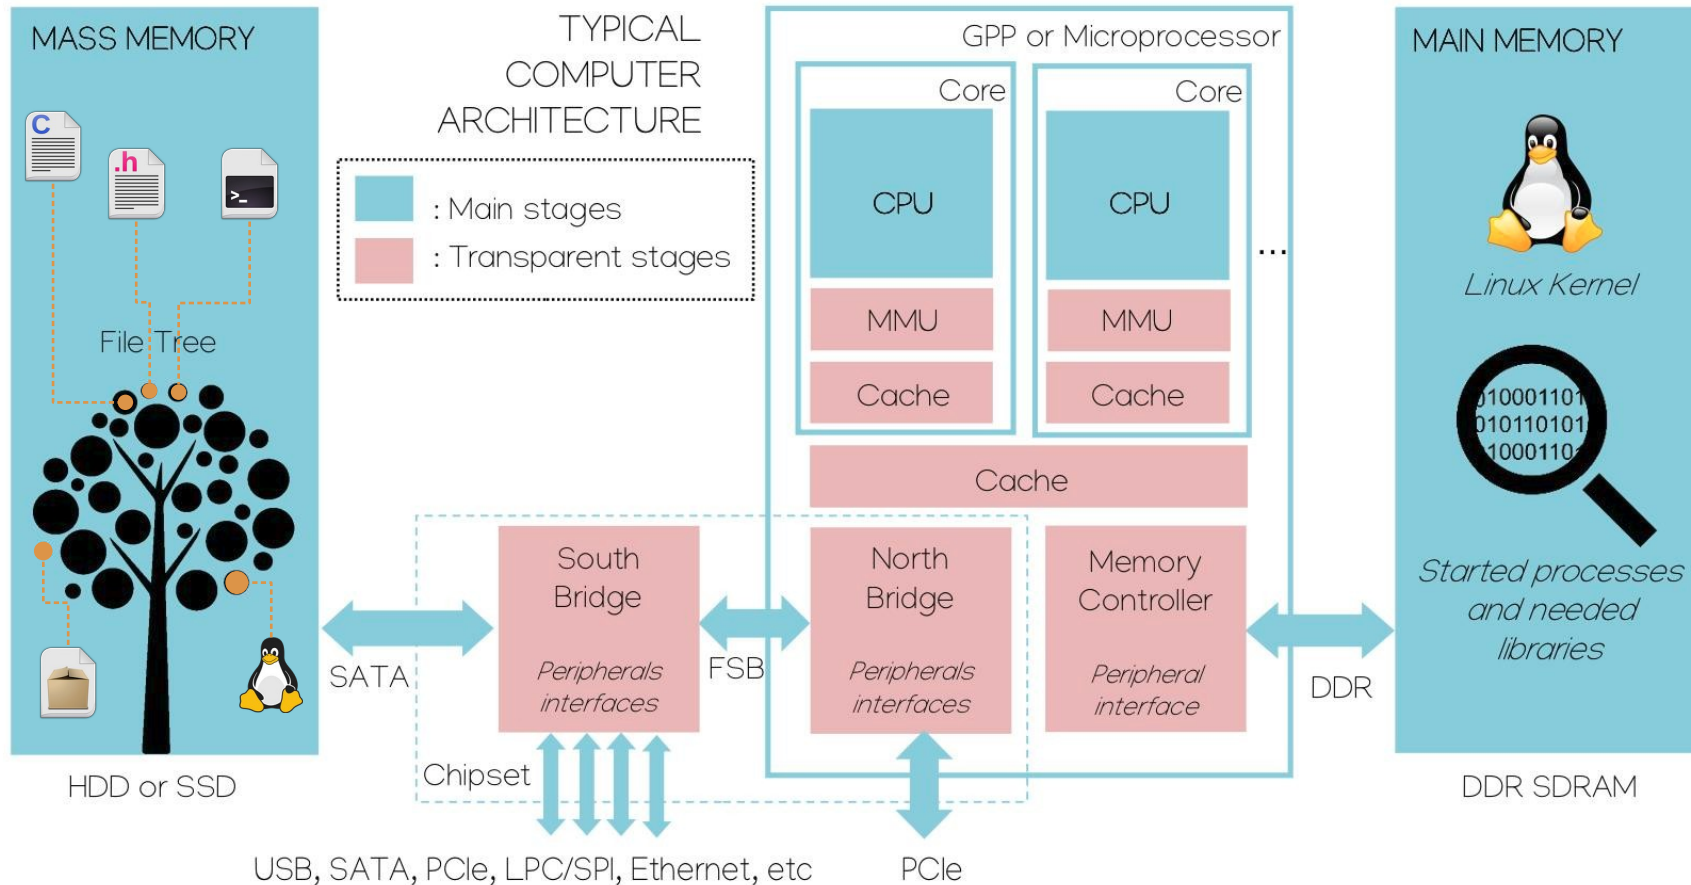 MASS MEMORY
C
.h
>_
File Tree
HDD or SSD
TYPICAL
COMPUTER
ARCHITECTURE
: Main stages
: Transparent stages
GPP or Microprocessor
Core
CPU
MMU
Cache
Core
CPU
MMU
Cache
...
Cache
South
Bridge
Peripherals
interfaces
North
Bridge
Peripherals
interfaces
Memory
Controller
Peripheral
interface
SATA
FSB
DDR
Chipset
USB, SATA, PCIe, LPC/SPI, Ethernet, etc
PCIe
MAIN MEMORY
Linux Kernel
01000110
010110101
1000110
Started processes
and needed
libraries
DDR SDRAM